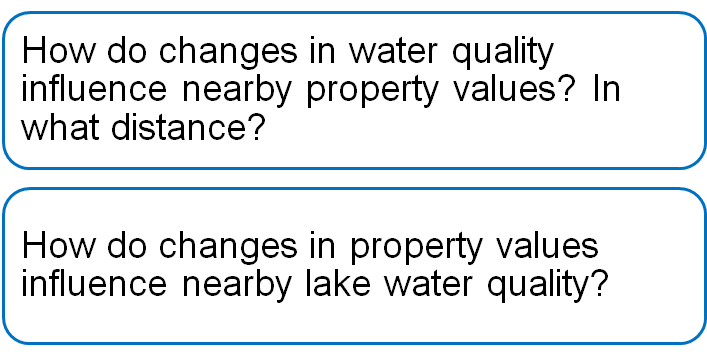 How do changes in water quality
influence nearby property values? In
what distance?
How do changes in property values
influence nearby lake water quality?